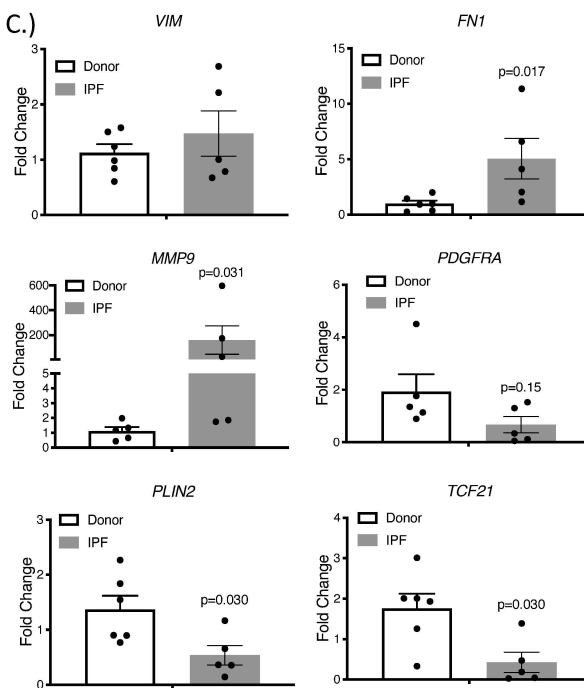 C.)
VIM
3
2
1
0
Fold Change
Donor
IPF
FN1
15
10
5
0
Fold Change
Donor
IPF
p=0.017
MMP9
600
400
200
5
4
3
2
1
0
Fold Change
Donor
IPF
p=0.031
PDGFRA
6
4
2
0
Fold Change
Donor
IPF
p=0.15
PLIN2
3
2
1
0
Fold Change
Donor
IPF
p=0.030
TCF21
4
3
2
1
0
Fold Change
Donor
IPF
p=0.030